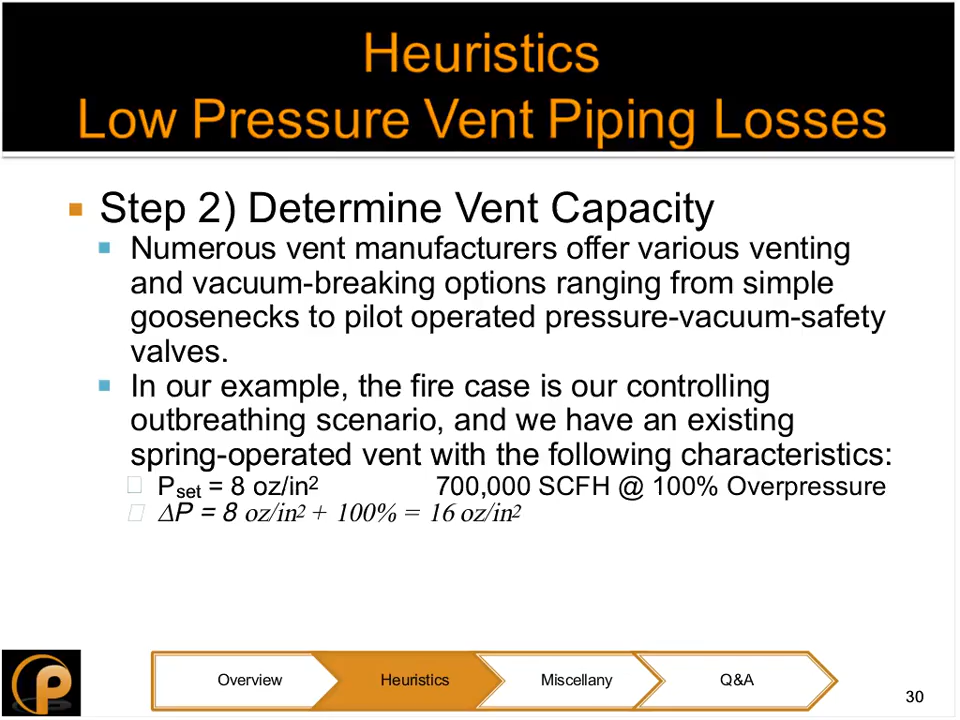 Heuristics
Low Pressure Vent Piping Losses
Step 2) Determine Vent Capacity
Numerous vent manufacturers offer various venting
and vacuum-breaking options ranging from simple
goosenecks to pilot operated pressure-vacuum-safety
valves.
In our example, the fire case is our controlling
outbreathing scenario, and we have an existing
spring-operated vent with the following characteristics:
Pset = 8 oz/in2 700,000 SCFH @ 100% Overpressure
ΔP = 8 oz/in2 + 100% = 16 oz/in2
Overview Heuristics Miscellany Q&A
30